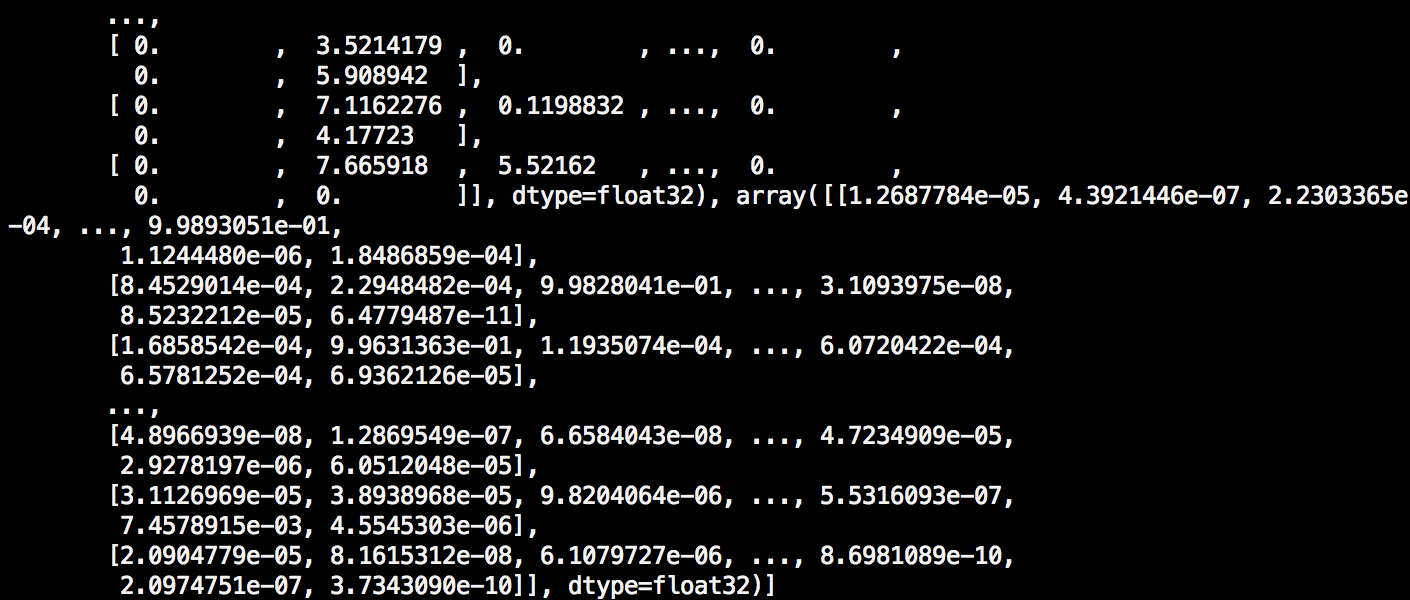 ...,
[ 0.        ,  3.5214179 ,  0.        , ...,  0.        ,
  0.        ,  5.908942  ],
[ 0.        ,  7.1162276 ,  0.1198832 , ...,  0.        ,
  0.        ,  4.17723   ],
[ 0.        ,  7.665918  ,  5.52162   , ...,  0.        ,
  0.        ,  0.        ]], dtype=float32), array([[1.2687784e-05, 4.3921446e-07, 2.2303365e
-04, ..., 9.9893051e-01,
 1.1244480e-06, 1.8486859e-04],
[8.4529014e-04, 2.2948482e-04, 9.9828041e-01, ..., 3.1093975e-08,
 8.5232212e-05, 6.4779487e-11],
[1.6858542e-04, 9.9631363e-01, 1.1935074e-04, ..., 6.0720422e-04,
 6.5781252e-04, 6.9362126e-05],
...,
[4.8966939e-08, 1.2869549e-07, 6.6584043e-08, ..., 4.7234909e-05,
 2.9278197e-06, 6.0512048e-05],
[3.1126969e-05, 3.8938968e-05, 9.8204064e-06, ..., 5.5316093e-07,
 7.4578915e-03, 4.5545303e-06],
[2.0904779e-05, 8.1615312e-08, 6.1079727e-06, ..., 8.6981089e-10,
 2.0974751e-07, 3.7343090e-10]], dtype=float32)]